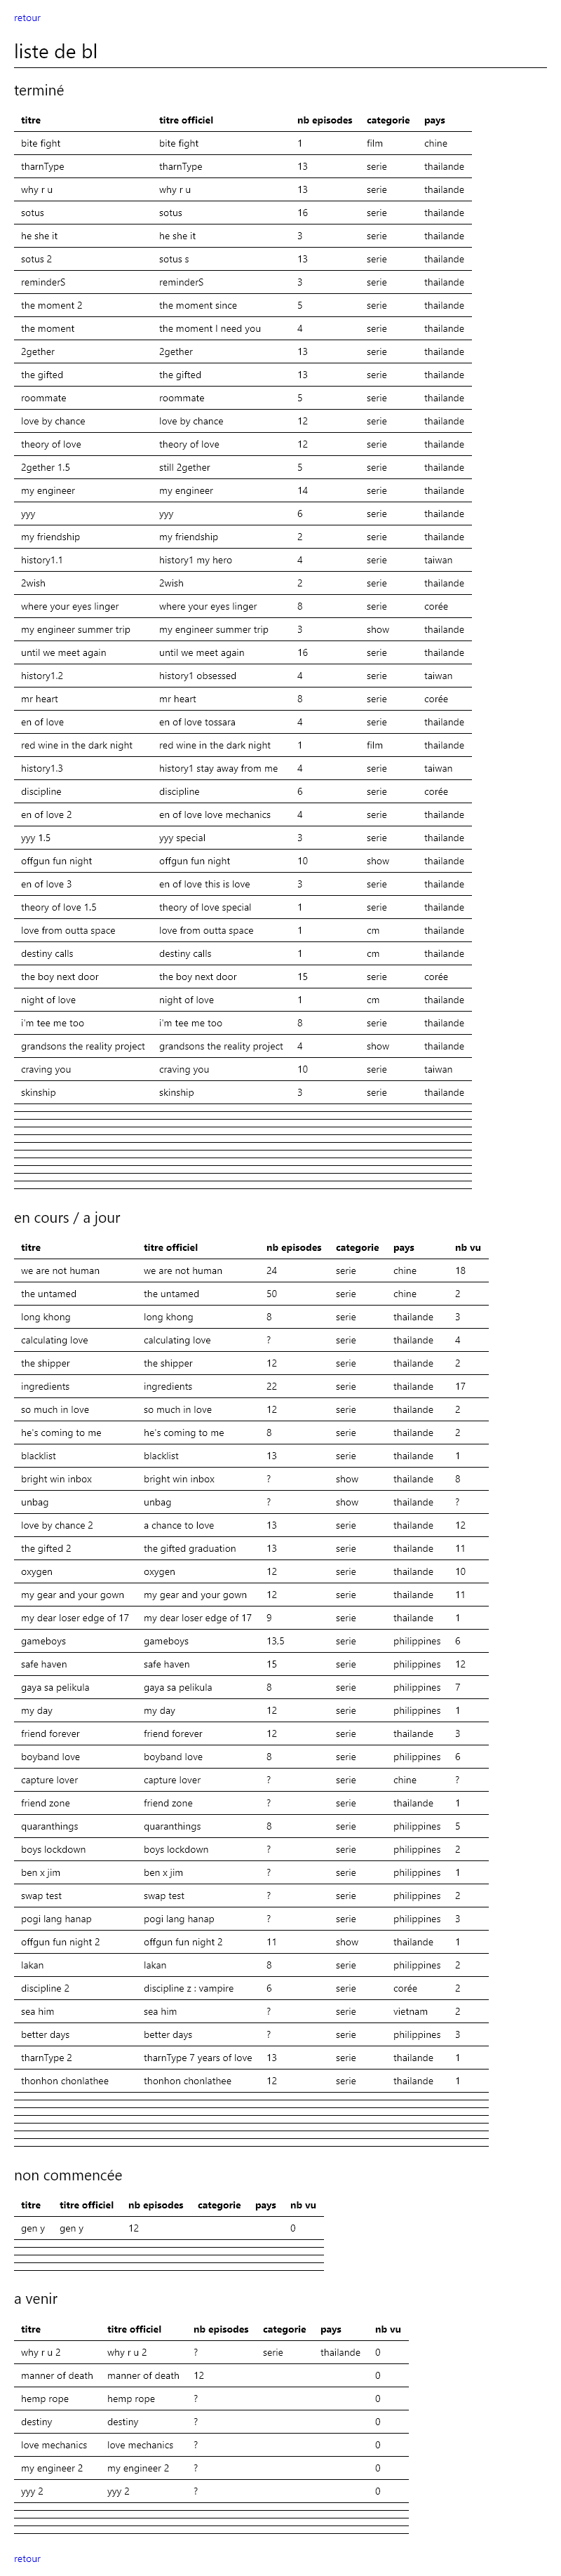 retour
liste de bl
terminé
titre titre officiel nb episodes categorie pays
bite fight bite fight 1 film chine
tharnType tharnType 13 serie thailande
why r u why r u 13 serie thailande
sotus sotus 16 serie thailande
he she it he she it 3 serie thailande
sotus 2 sotus s 13 serie thailande
reminderS reminderS 3 serie thailande
the moment 2 the moment since 5 serie thailande
the moment the moment I need you 4 serie thailande
2gether 2gether 13 serie thailande
the gifted the gifted 13 serie thailande
roommate roommate 5 serie thailande
love by chance love by chance 12 serie thailande
theory of love theory of love 12 serie thailande
2gether 1.5 still 2gether 5 serie thailande
my engineer my engineer 14 serie thailande
yyy yyy 6 serie thailande
my friendship my friendship 2 serie thailande
history1.1 history1 my hero 4 serie taiwan
2wish 2wish 2 serie thailande
where your eyes linger where your eyes linger 8 serie corée
my engineer summer trip my engineer summer trip 3 show thailande
until we meet again until we meet again 16 serie thailande
history1.2 history1 obsessed 4 serie taiwan
mr heart mr heart 8 serie corée
en of love en of love tossara 4 serie thailande
red wine in the dark night red wine in the dark night 1 film thailande
history1.3 history1 stay away from me 4 serie taiwan
discipline discipline 6 serie corée
en of love 2 en of love love mechanics 4 serie thailande
yyy 1.5 yyy special 3 serie thailande
offgun fun night offgun fun night 10 show thailande
en of love 3 en of love this is love 3 serie thailande
theory of love 1.5 theory of love special 1 serie thailande
love from outta space love from outta space 1 cm thailande
destiny calls destiny calls 1 cm thailande
the boy next door the boy next door 15 serie corée
night of love night of love 1 cm thailande
i'm tee me too i'm tee me too 8 serie thailande
grandsons the reality project grandsons the reality project 4 show thailande
craving you craving you 10 serie taiwan
skinship skinship 3 serie thailande
en cours / a jour
titre titre officiel nb episodes categorie pays nb vu
we are not human we are not human 24 serie chine 18
the untamed the untamed 50 serie chine 2
long khong long khong 8 serie thailande 3
calculating love calculating love ? serie thailande 4
the shipper the shipper 12 serie thailande 2
ingredients ingredients 22 serie thailande 17
so much in love so much in love 12 serie thailande 2
he's coming to me he's coming to me 8 serie thailande 2
blacklist blacklist 13 serie thailande 1
bright win inbox bright win inbox ? show thailande 8
unbag unbag ? show thailande ?
love by chance 2 a chance to love 13 serie thailande 12
the gifted 2 the gifted graduation 13 serie thailande 11
oxygen oxygen 12 serie thailande 10
my gear and your gown my gear and your gown 12 serie thailande 11
my dear loser edge of 17 my dear loser edge of 17 9 serie thailande 1
gameboys gameboys 13,5 serie philippines 6
safe haven safe haven 15 serie philippines 12
gaya sa pelikula gaya sa pelikula 8 serie philippines 7
my day my day 12 serie philippines 1
friend forever friend forever 12 serie thailande 3
boyband love boyband love 8 serie philippines 6
capture lover capture lover ? serie chine ?
friend zone friend zone ? serie thailande 1
quaranthings quaranthings 8 serie philippines 5
boys lockdown boys lockdown ? serie philippines 2
ben x jim ben x jim ? serie philippines 1
swap test swap test ? serie philippines 2
pogi lang hanap pogi lang hanap ? serie philippines 3
offgun fun night 2 offgun fun night 2 11 show thailande 1
lakan lakan 8 serie philippines 2
discipline 2 discipline z : vampire 6 serie corée 2
sea him sea him ? serie vietnam 2
better days better days ? serie philippines 3
tharnType 2 tharnType 7 years of love 13 serie thailande 1
thonhon chonlathee thonhon chonlathee 12 serie thailande 1
non commencée
titre titre officiel nb episodes categorie pays nb vu
gen y gen y 12 0
a venir
titre titre officiel nb episodes categorie pays nb vu
why r u 2 why r u 2 ? serie thailande 0
manner of death manner of death 12 0
hemp rope hemp rope ? 0
destiny destiny ? 0
love mechanics love mechanics ? 0
my engineer 2 my engineer 2 ? 0
yyy 2 yyy 2 ? 0
retour